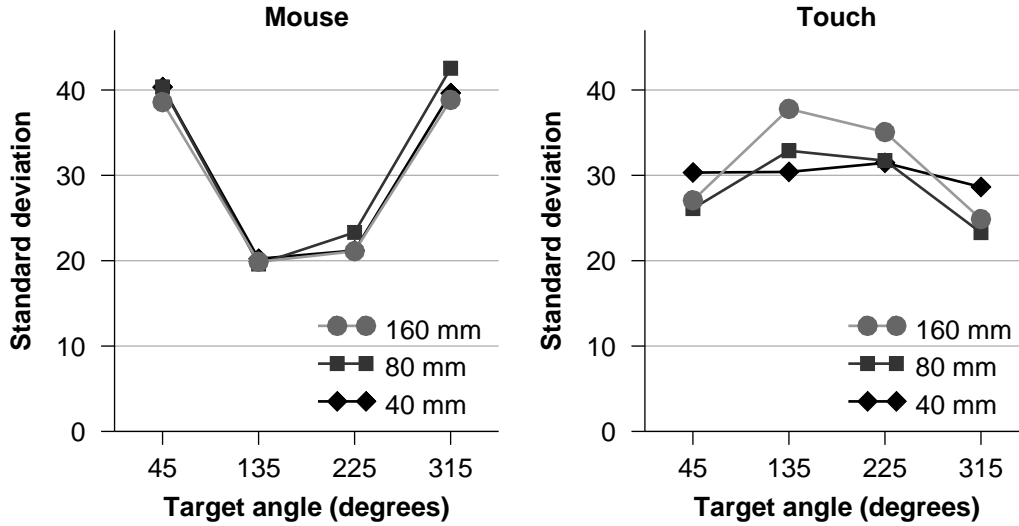 Mouse
Standard deviation
40
30
20
10
0
160 mm
80 mm
40 mm
45 135 225 315
Target angle (degrees)
Touch
Standard deviation
40
30
20
10
0
160 mm
80 mm
40 mm
45 135 225 315
Target angle (degrees)